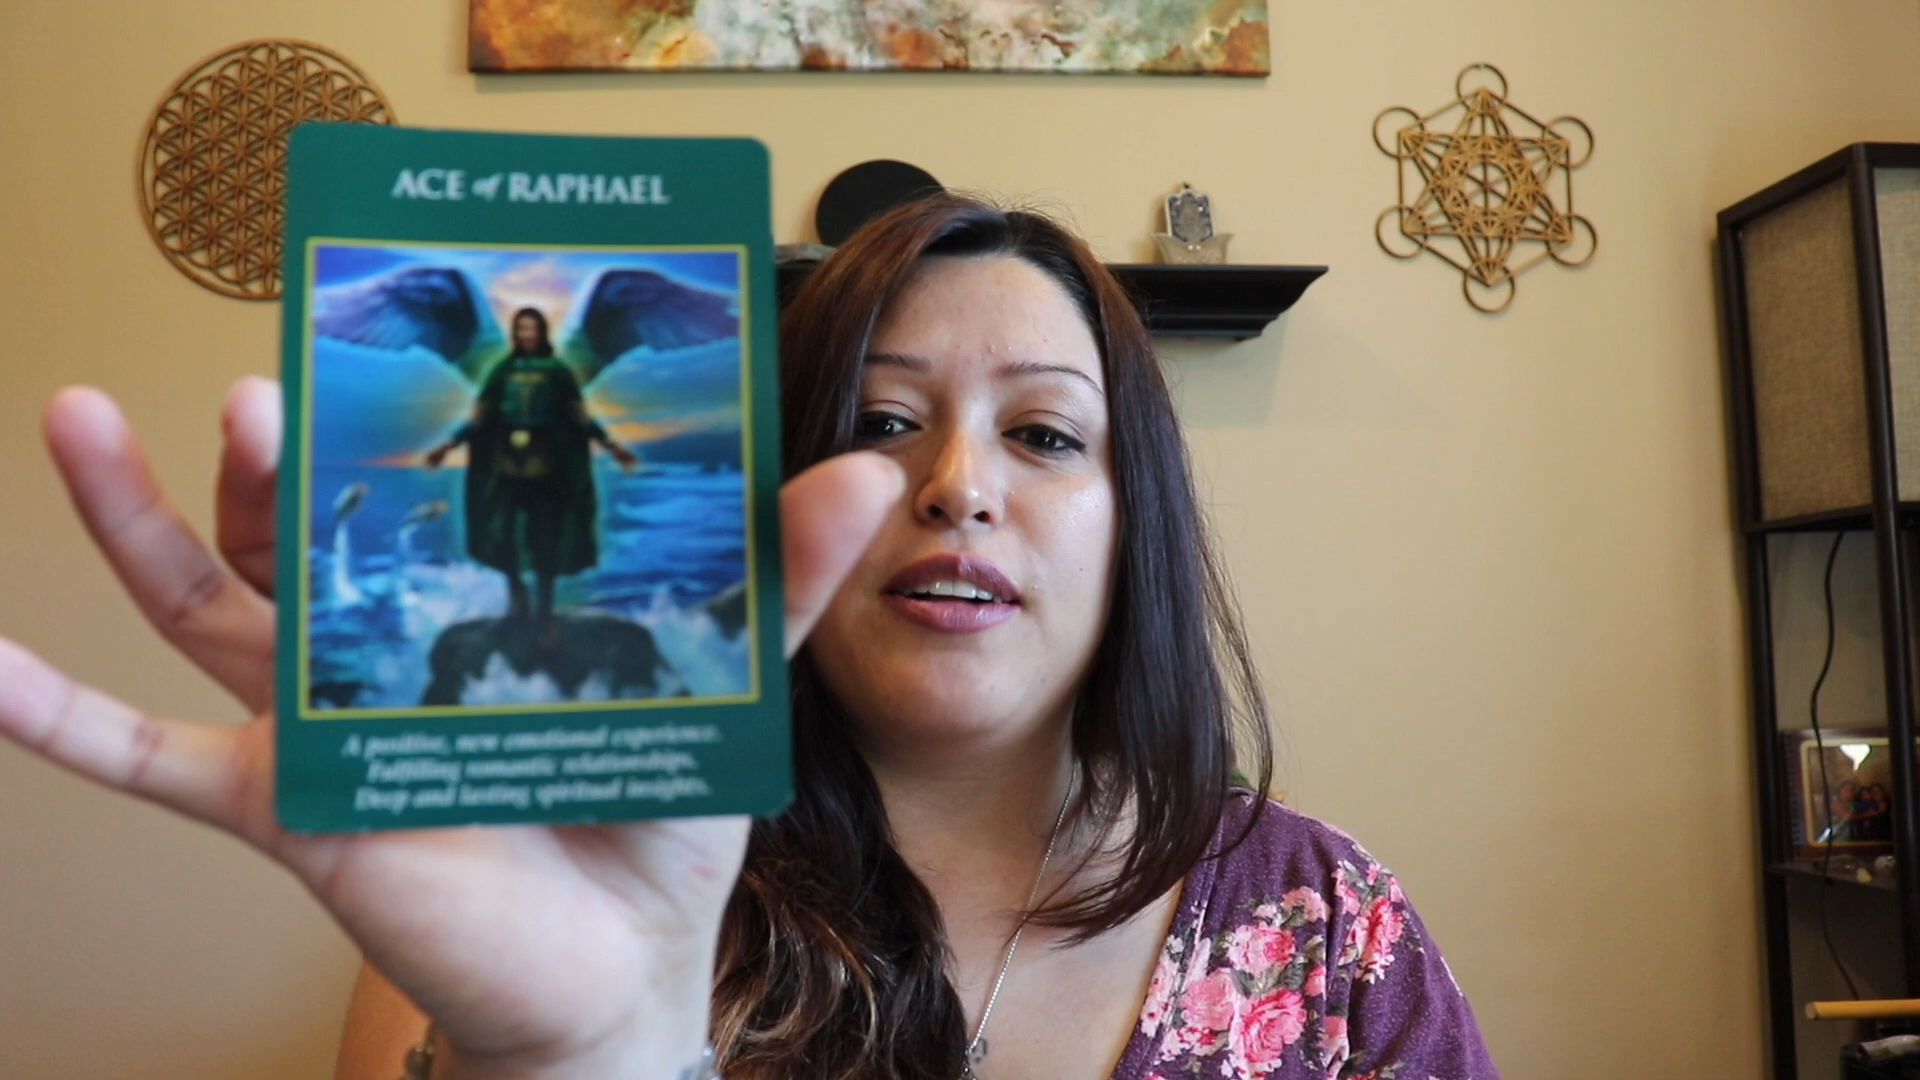 ACE of RAPHAEL
A positive, new emotional experience.
Fulfilling romantic relationships.
Deep and lasting spiritual insights.